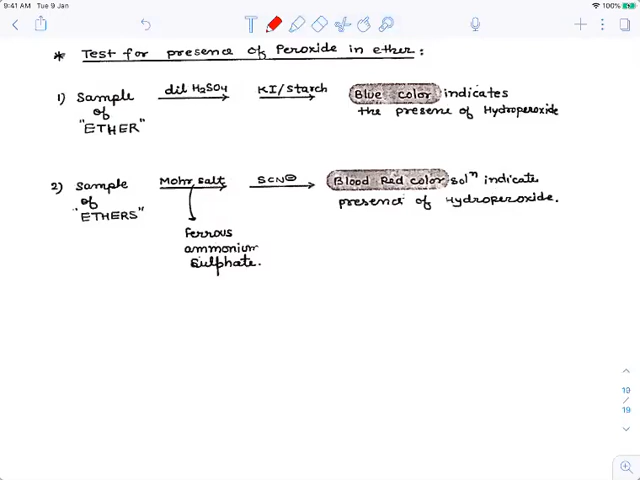 9:41 AM Tue 9 Jan
100%
* Test for presence of Peroxide in ether :
1) Sample of "ETHER" dil H₂SO₄ KI/Starch Blue color indicates the presene of Hydroperoxide
2) Sample of "ETHERS" Mohr salt SCN⊖ Blood Red color solⁿ indicate presence of Hydroperoxide.
ferrous
ammonium
sulphate.
19
/
19